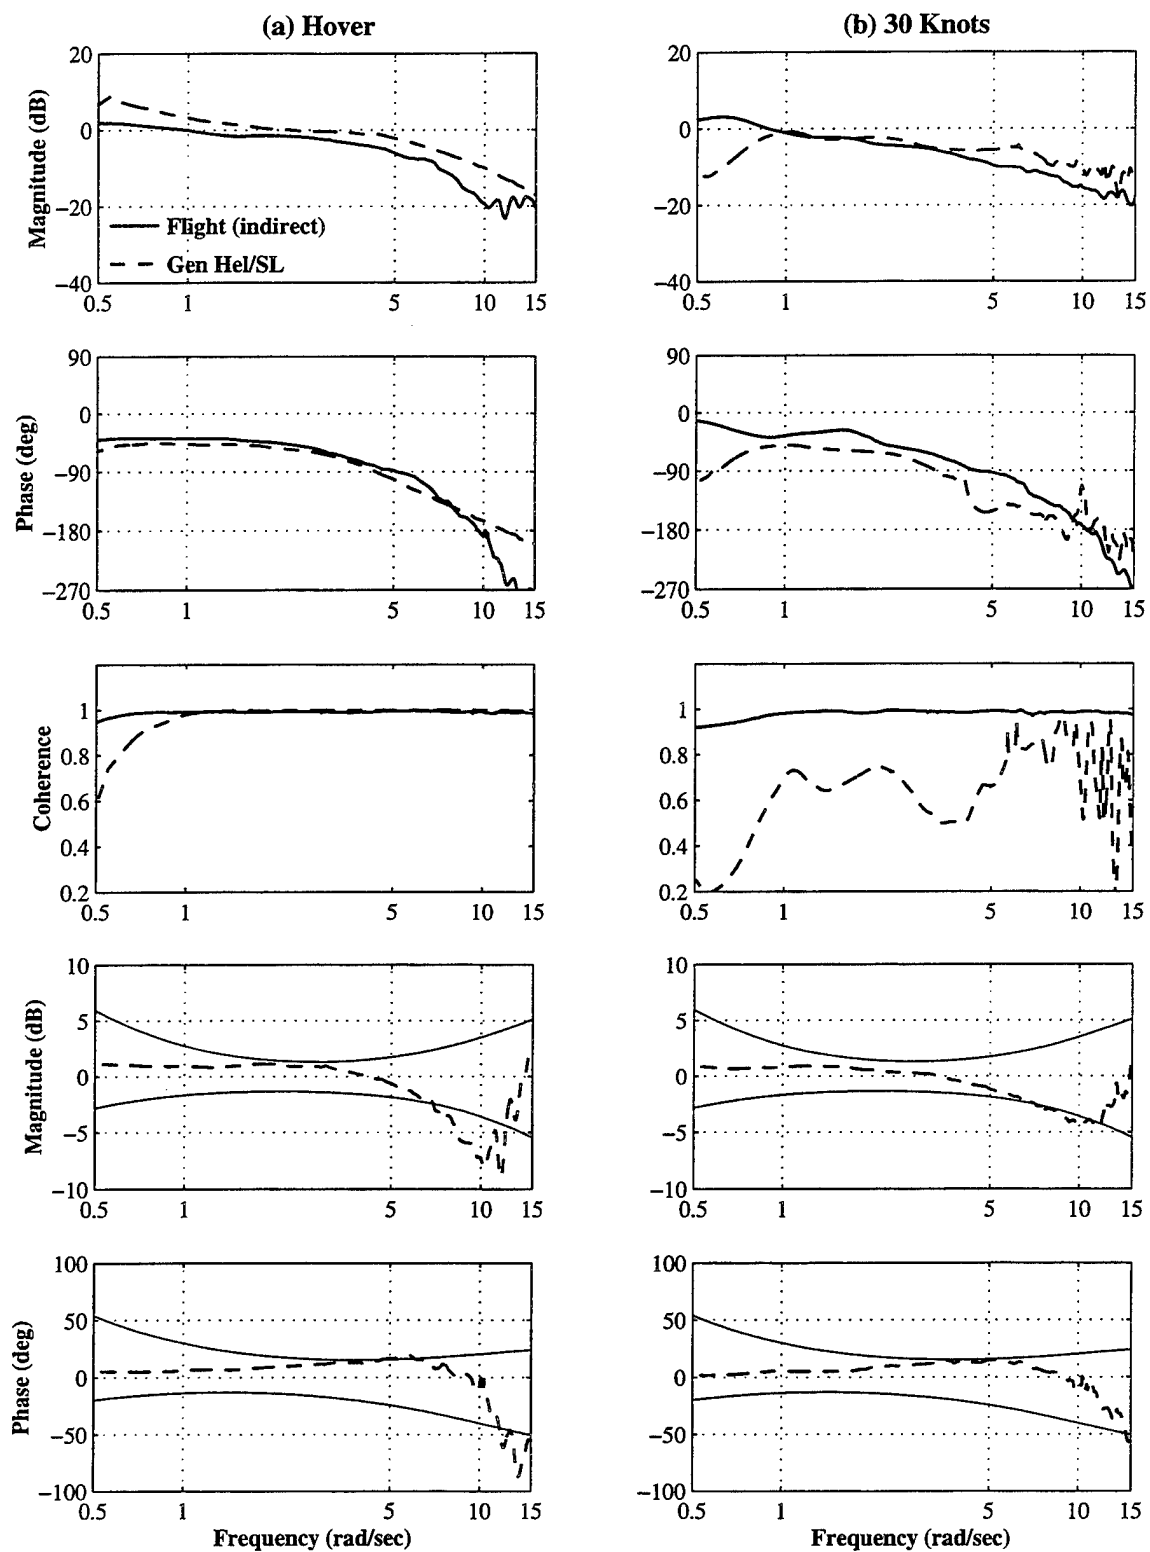 (a) Hover
(b) 30 Knots
Magnitude (dB)
20
0
−20
−40
Flight (indirect)
Gen Hel/SL
0.5 1 5 10 15
20
0
−20
−40
0.5 1 5 10 15
Phase (deg)
90
0
−90
−180
−270
0.5 1 5 10 15
90
0
−90
−180
−270
0.5 1 5 10 15
Coherence
1
0.8
0.6
0.4
0.2
0.5 1 5 10 15
1
0.8
0.6
0.4
0.2
0.5 1 5 10 15
Magnitude (dB)
10
5
0
−5
−10
0.5 1 5 10 15
10
5
0
−5
−10
0.5 1 5 10 15
Phase (deg)
100
50
0
−50
−100
0.5 1 5 10 15
Frequency (rad/sec)
100
50
0
−50
−100
0.5 1 5 10 15
Frequency (rad/sec)